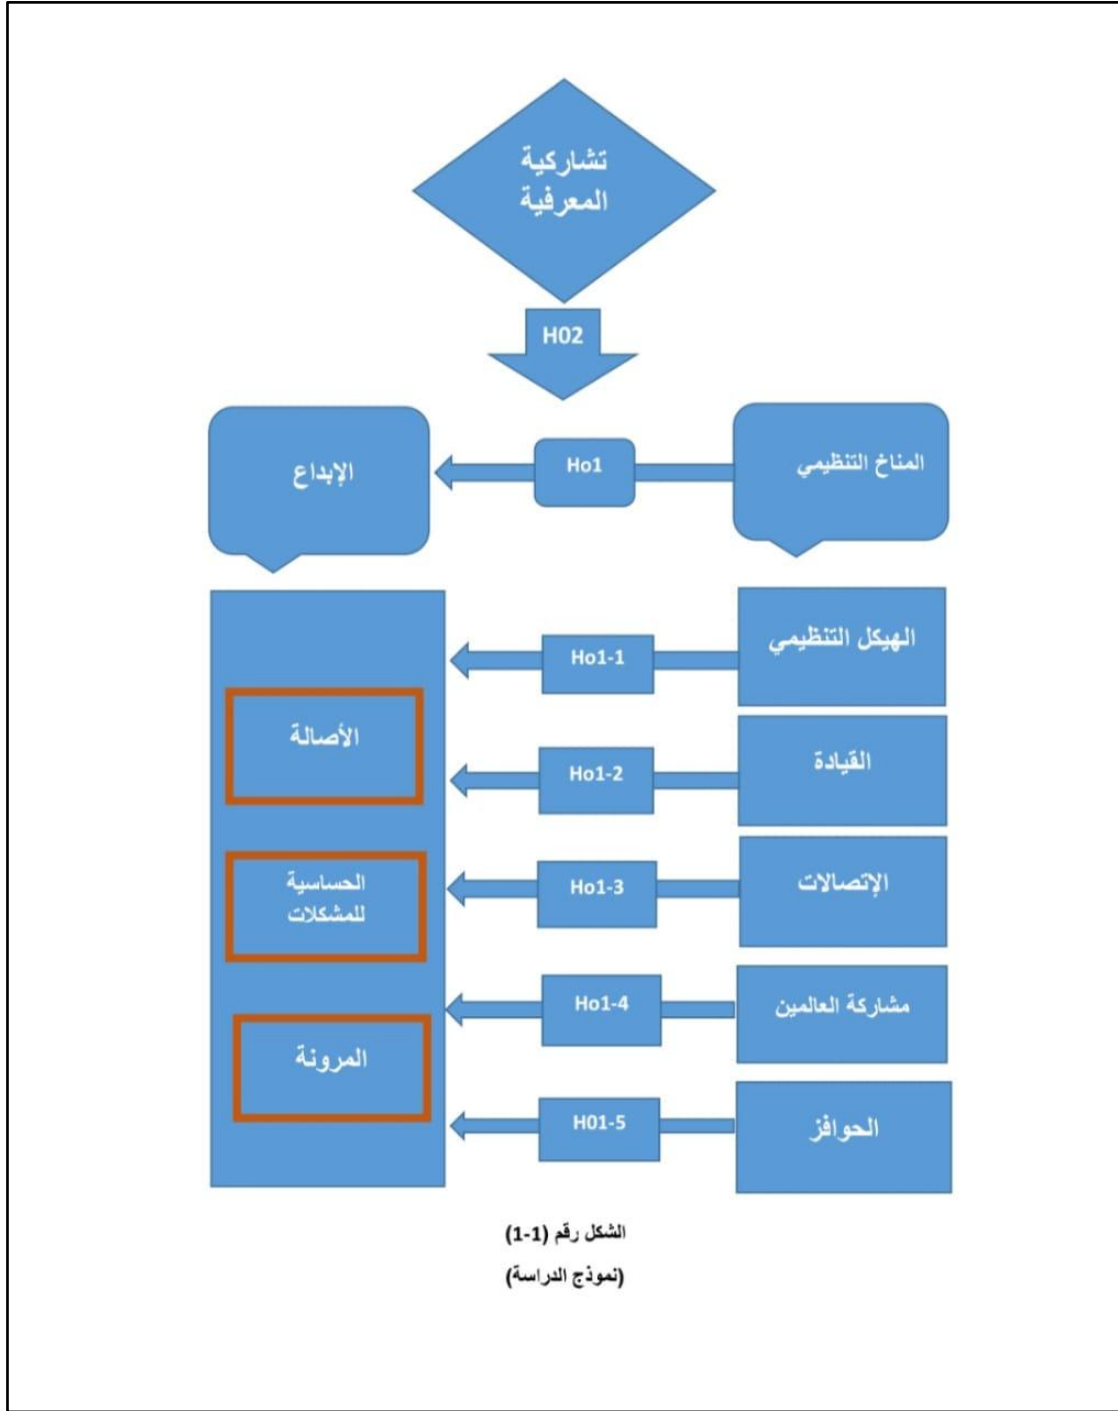 تشاركية
المعرفية
H02
المناخ التنظيمي
Ho1
الإبداع
الهيكل التنظيمي
Ho1-1
القيادة
Ho1-2
الأصالة
الإتصالات
Ho1-3
الحساسية
للمشكلات
مشاركة العالمين
Ho1-4
المرونة
الحوافز
H01-5
الشكل رقم (1-1)
(نموذج الدراسة)